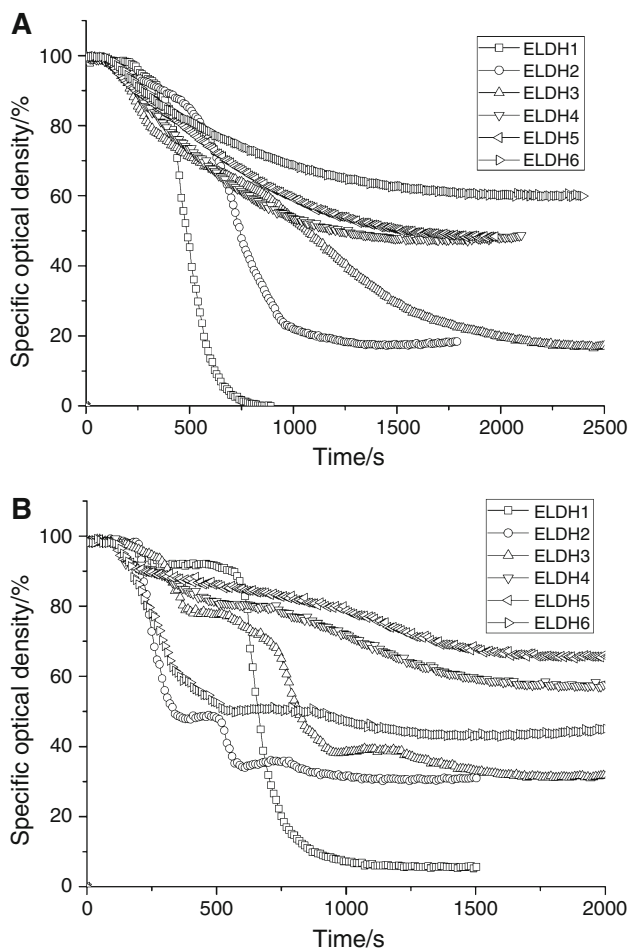 A
ELDH1
ELDH2
ELDH3
ELDH4
ELDH5
ELDH6
Specific optical density/%
100
80
60
40
20
0
0 500 1000 1500 2000 2500
Time/s
B
ELDH1
ELDH2
ELDH3
ELDH4
ELDH5
ELDH6
Specific optical density/%
100
80
60
40
20
0
0 500 1000 1500 2000
Time/s